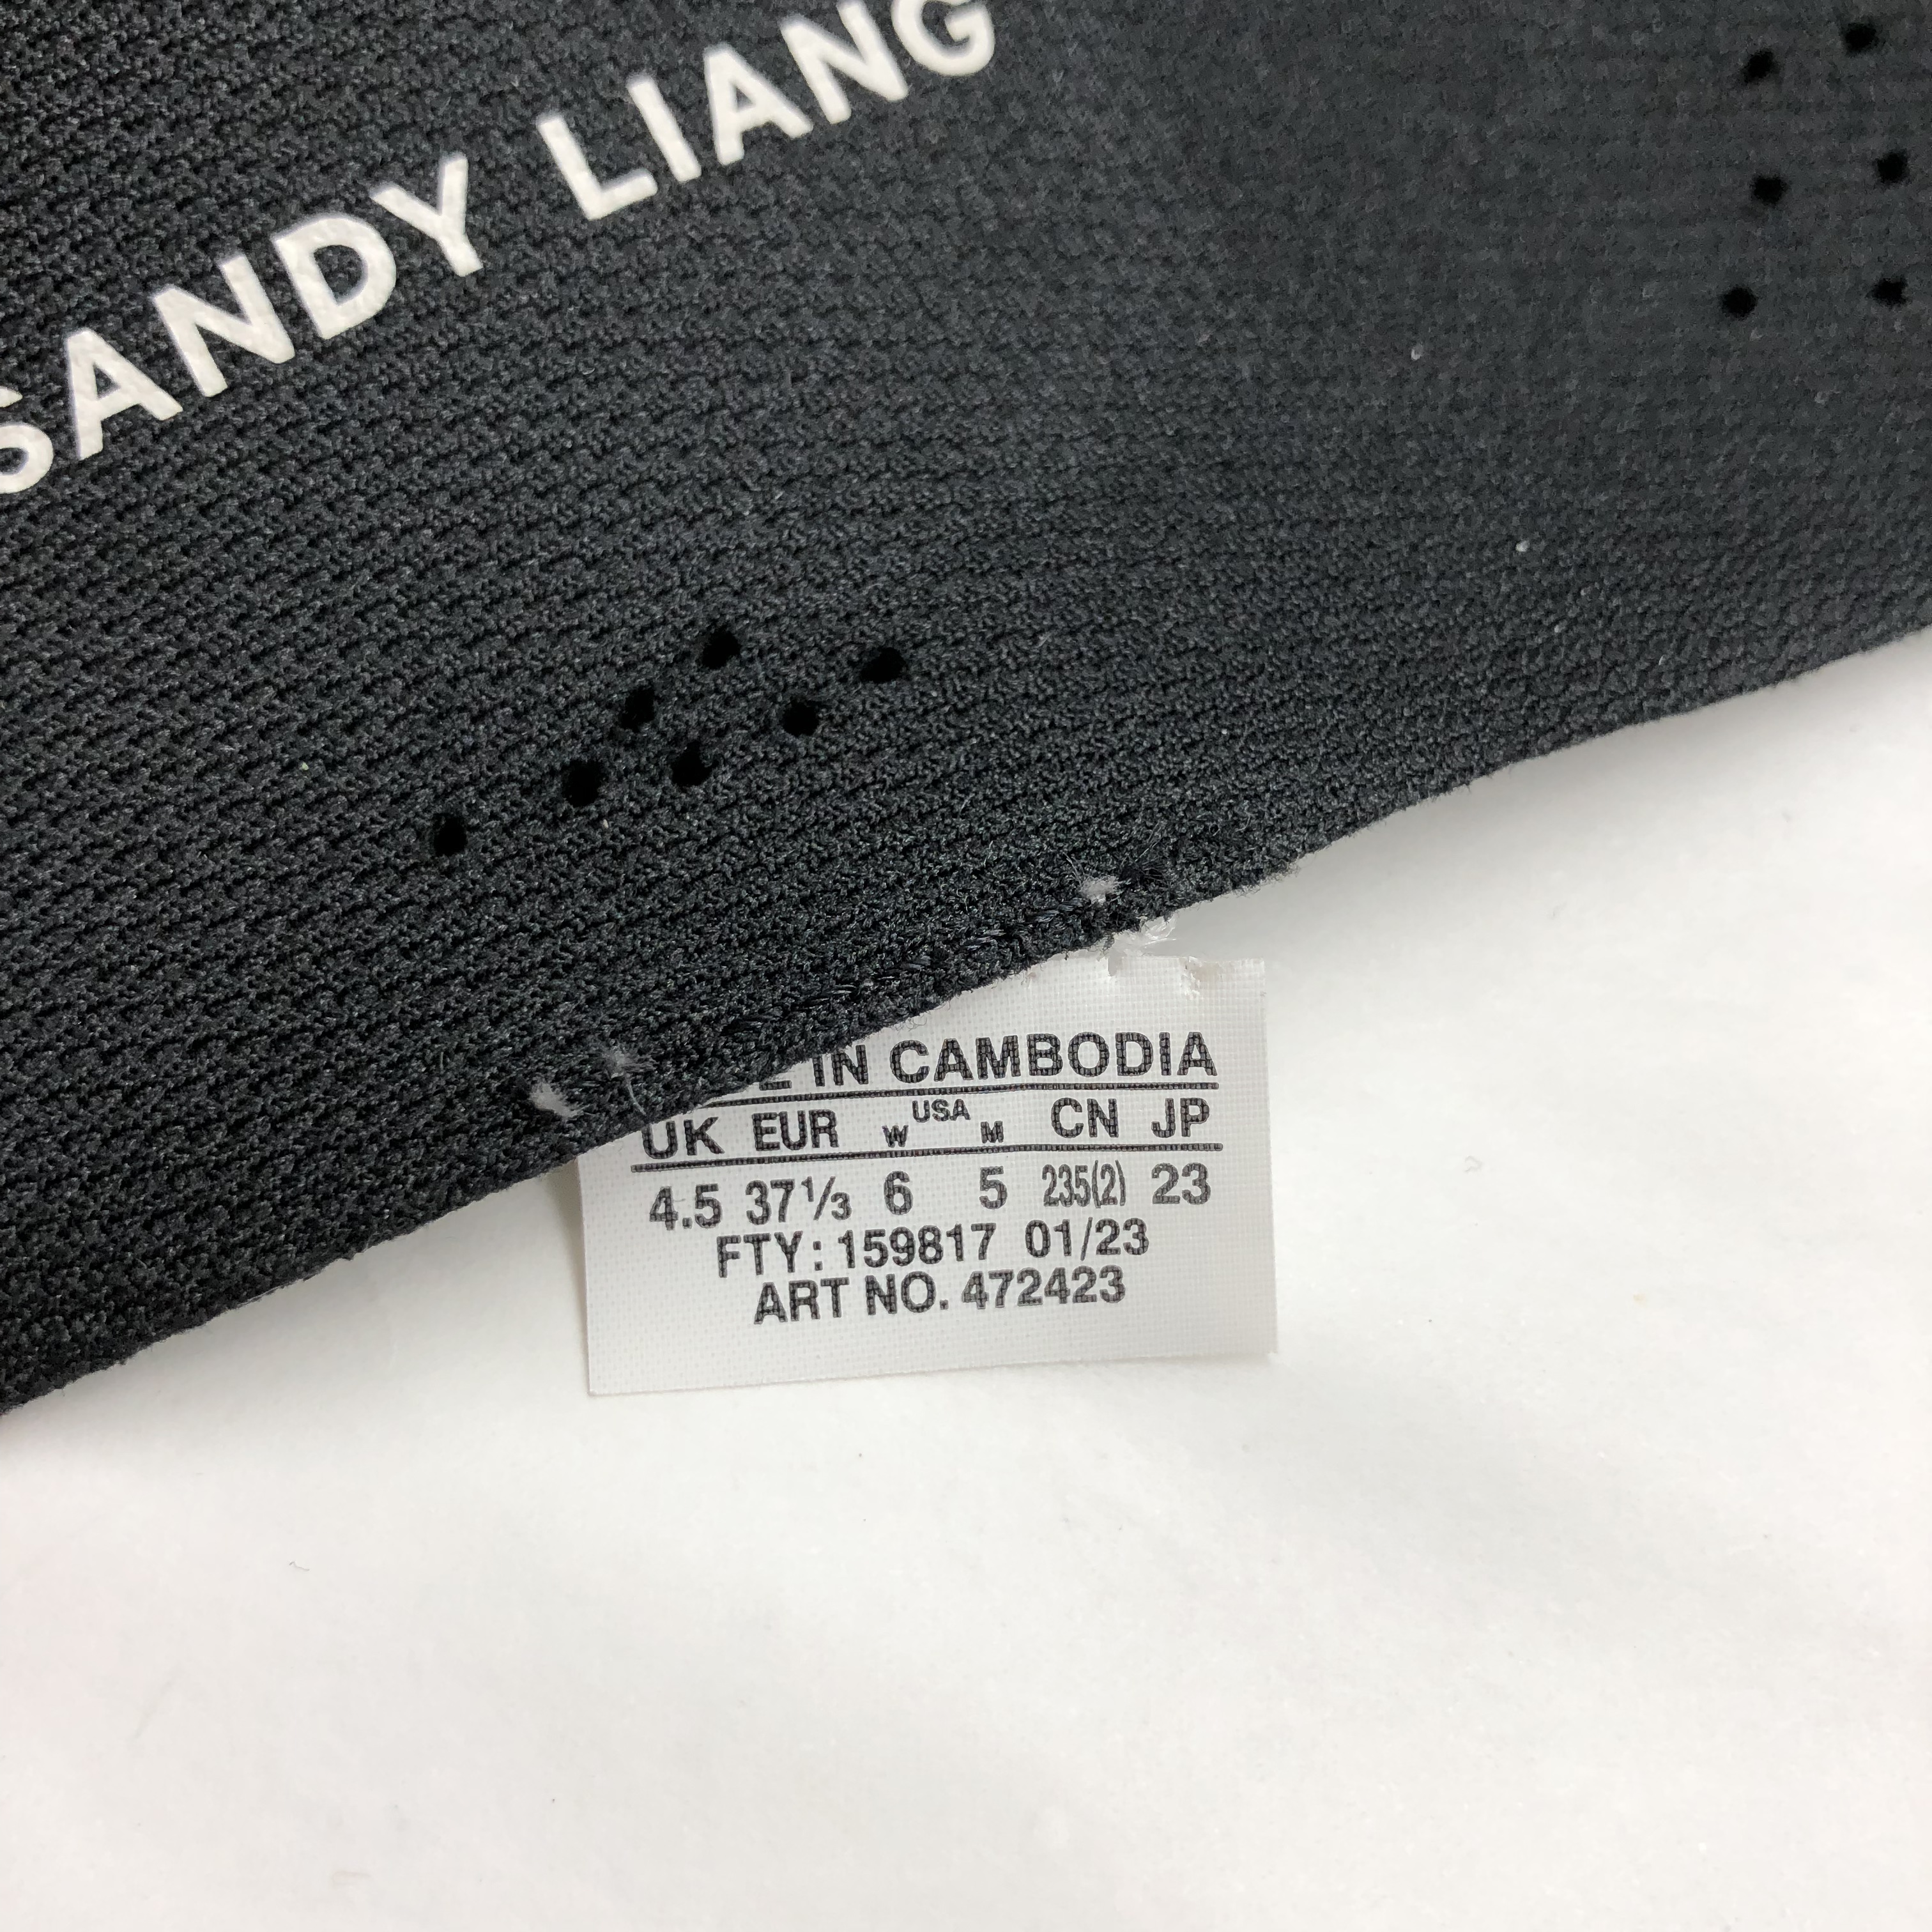 SANDY LIANG
E IN CAMBODIA
UK EUR W USA M CN JP
4.5 37⅓ 6 5 235(2) 23
FTY: 159817 01/23
ART NO. 472423